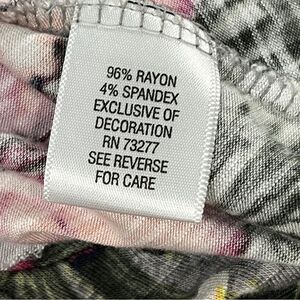 96% RAYON
4% SPANDEX
EXCLUSIVE OF
DECORATION
RN 73277
SEE REVERSE
FOR CARE